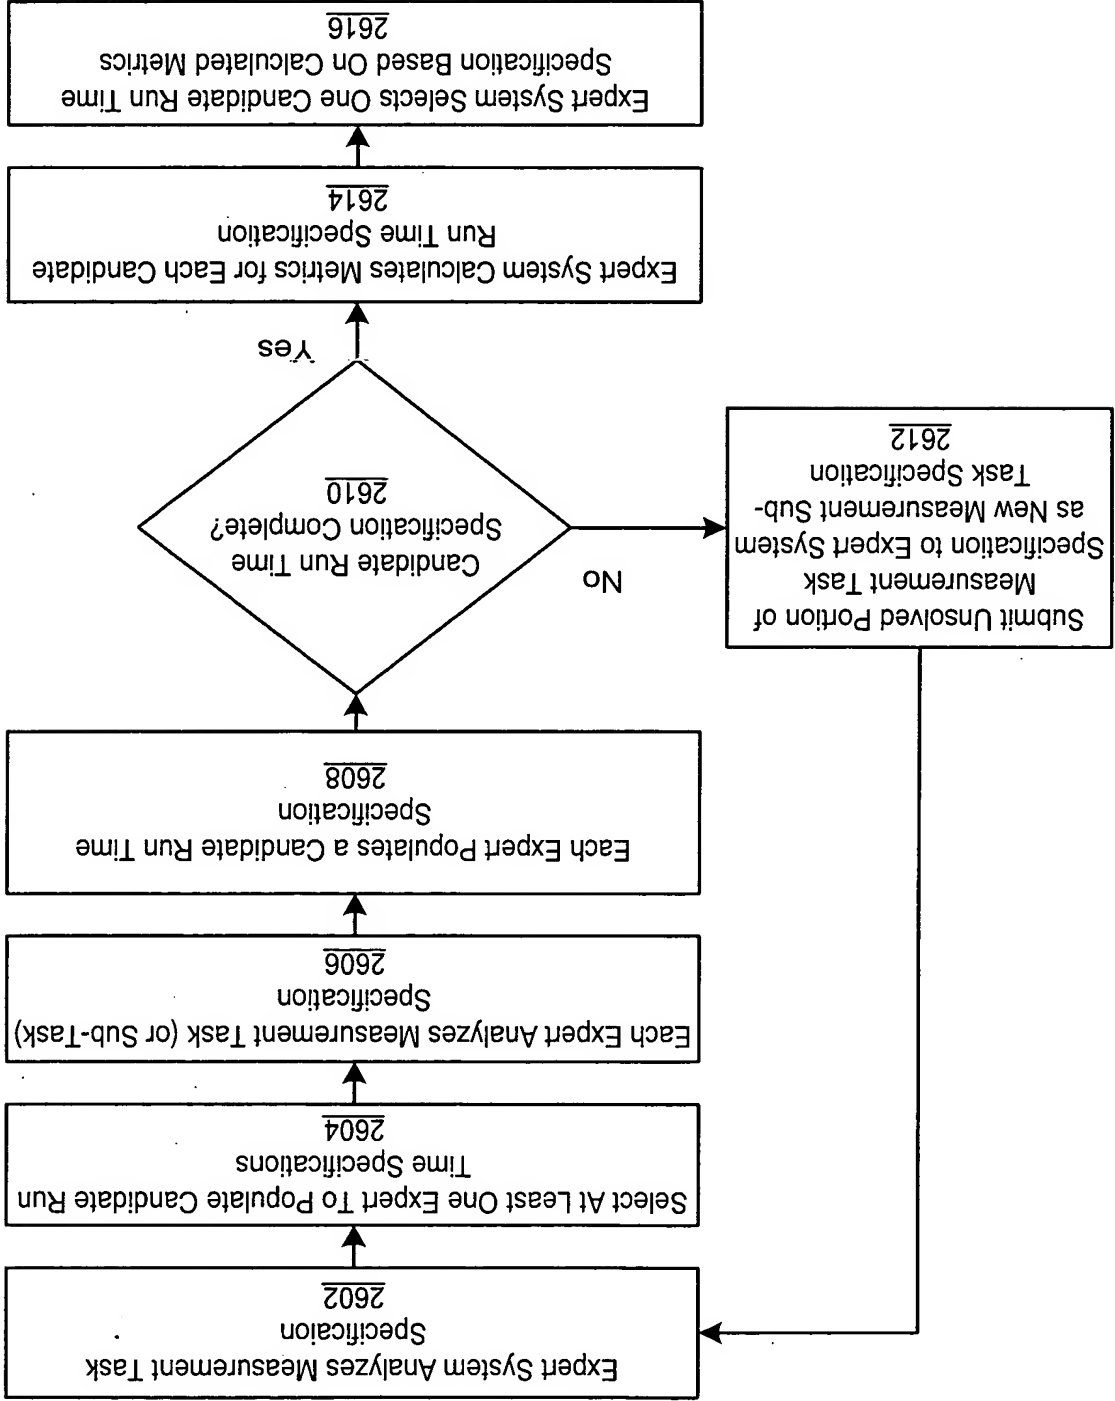 Expert System Analyzes Measurement Task
Specificaion
2602
Select At Least One Expert To Populate Candidate Run
Time Specifications
2604
Each Expert Analyzes Measurement Task (or Sub-Task)
Specification
2606
Each Expert Populates a Candidate Run Time
Specification
2608
Candidate Run Time
Specification Complete?
2610
No
Submit Unsolved Portion of
Measurement Task
Specification to Expert System
as New Measurement Sub-
Task Specification
2612
Yes
Expert System Calculates Metrics for Each Candidate
Run Time Specification
2614
Expert System Selects One Candidate Run Time
Specification Based On Calculated Metrics
2616